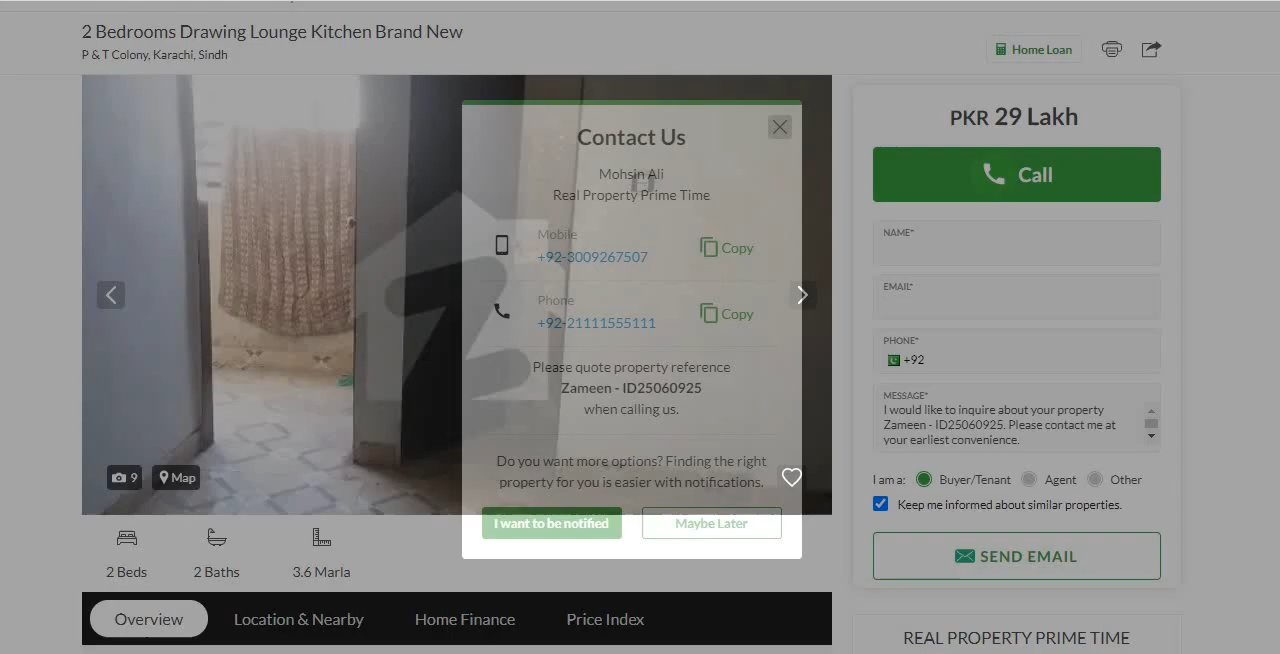 2 Bedrooms Drawing Lounge Kitchen Brand New
P & T Colony, Karachi, Sindh
Home Loan
Contact Us
Mohsin Ali
Real Property Prime Time
Mobile
+92-3009267507
Copy
Phone
+92-21111555111
Copy
Please quote property reference
Zameen - ID25060925
when calling us.
Do you want more options? Finding the right
property for you is easier with notifications.
I want to be notified
Maybe Later
9
Map
2 Beds
2 Baths
3.6 Marla
Overview
Location & Nearby
Home Finance
Price Index
PKR 29 Lakh
Call
NAME*
EMAIL*
PHONE*
+92
MESSAGE*
I would like to inquire about your property
Zameen - ID25060925. Please contact me at
your earliest convenience.
I am a: Buyer/Tenant Agent Other
Keep me informed about similar properties.
SEND EMAIL
REAL PROPERTY PRIME TIME